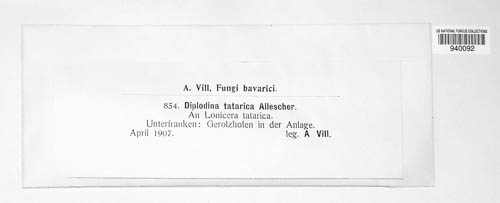 US NATIONAL FUNGUS COLLECTIONS
940092
A. Vill, Fungi bavarici.
854. Diplodina tatarica Allescher.
An Lonicera tatarica.
Unterfranken: Gerolzhofen in der Anlage.
April 1907. leg. A Vill.